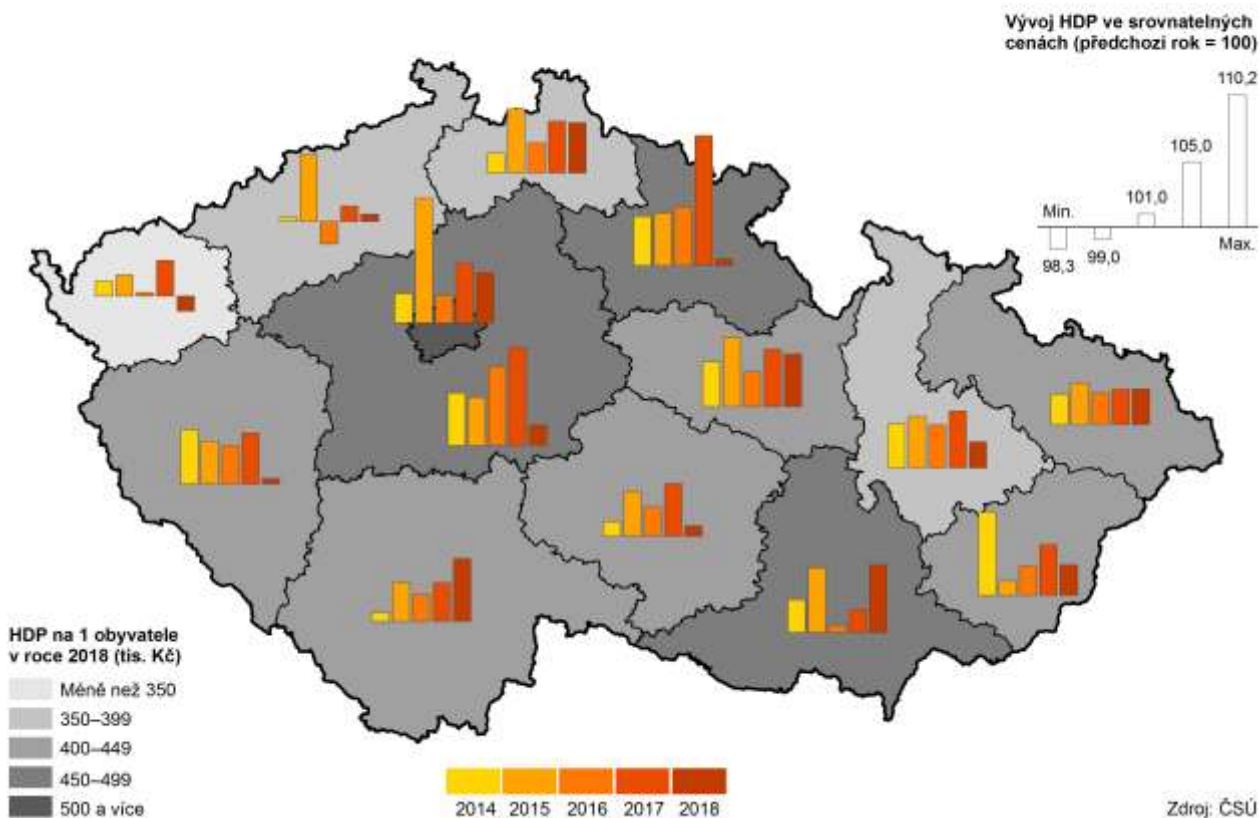 Vývoj HDP ve srovnatelných
cenách (předchozí rok = 100)
110,2
105,0
101,0
Min.
Max.
98,3
99,0
HDP na 1 obyvatele
v roce 2018 (tis. Kč)
Méně než 350
350–399
400–449
450–499
500 a více
2014 2015 2016 2017 2018
Zdroj: ČSÚ